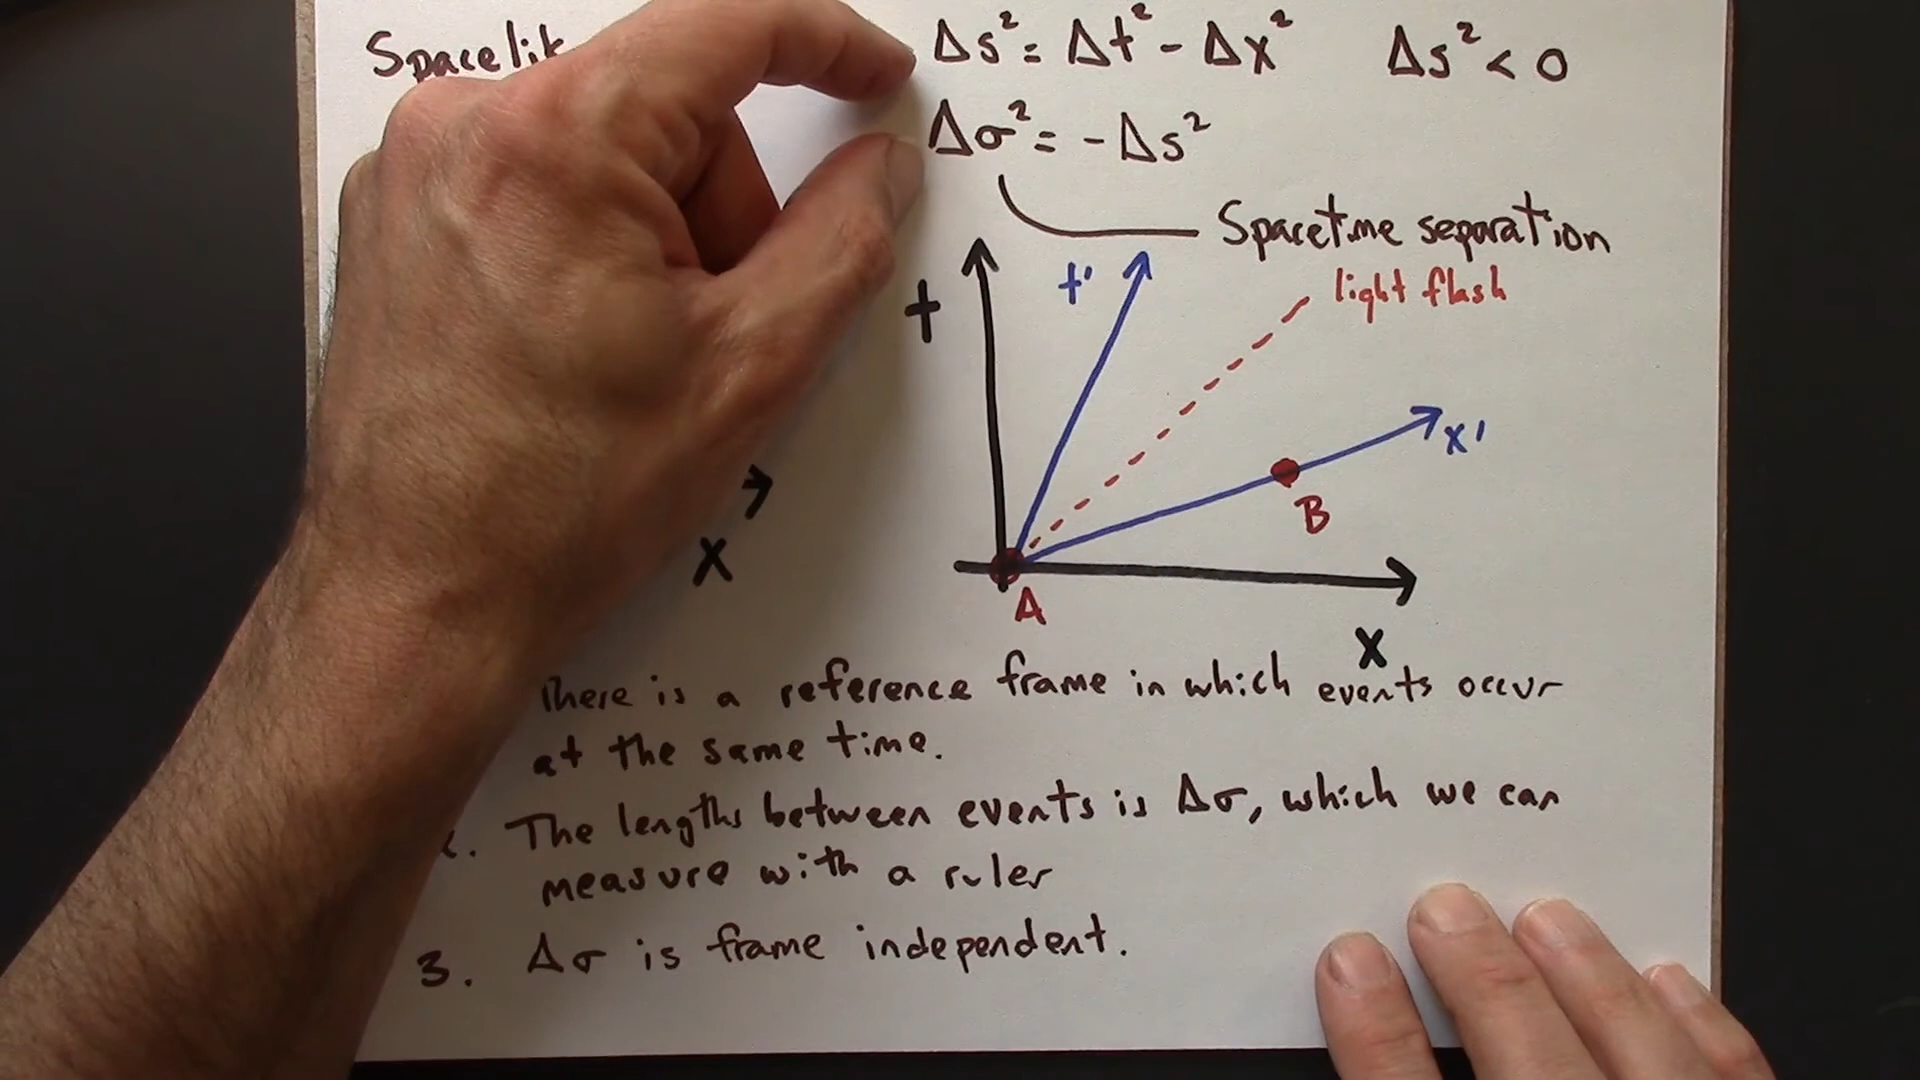 Δs² = Δt² - Δx² Δs² < 0
Δσ² = - Δs²
Spacetime separation
t t' light flash
x'
B
x
A
x
There is a reference frame in which events occur
at the same time.
The lengths between events is Δσ, which we can
measure with a ruler
3. Δσ is frame independent.